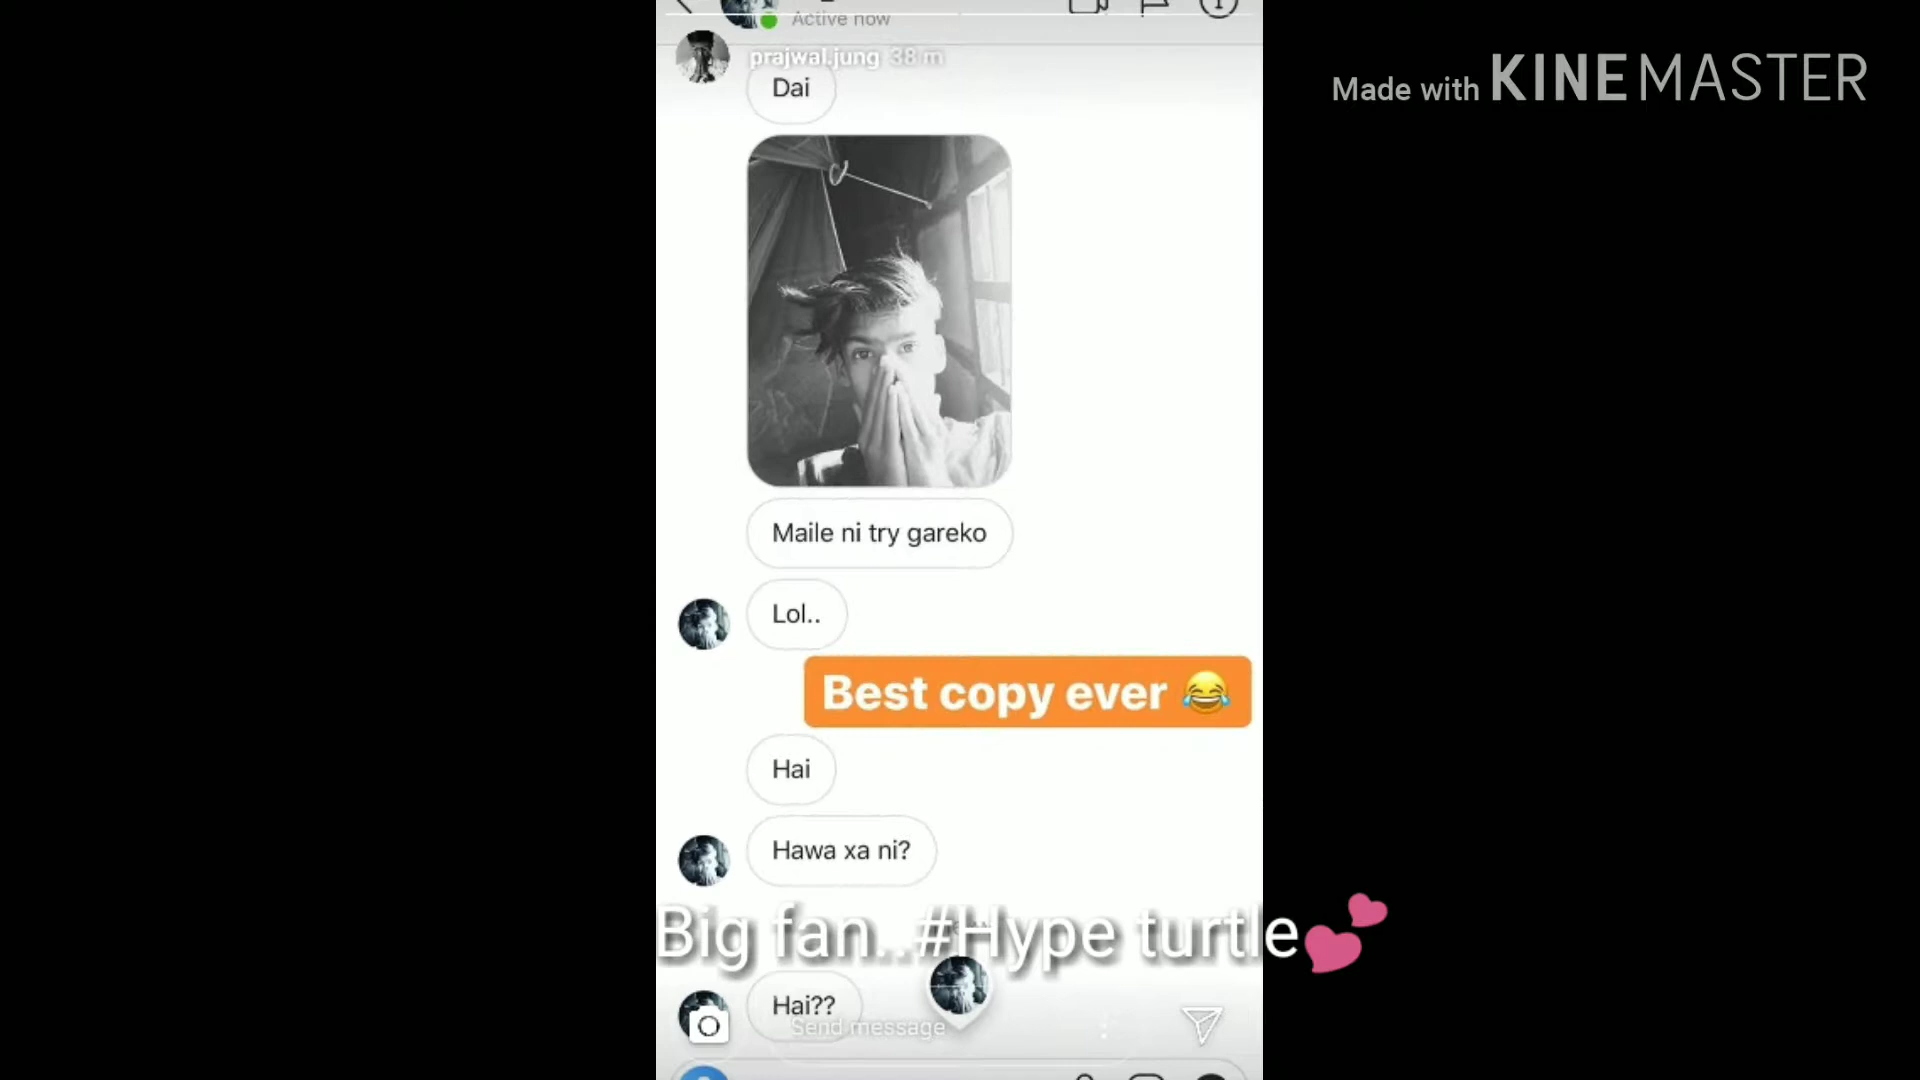 Active now
prajwal.jung 38 m
Made with KINEMASTER
Dai
Maile ni try gareko
Lol..
Best copy ever 😂
Hai
Hawa xa ni?
Big fan..#Hype turtle💕
Hai??
Send message